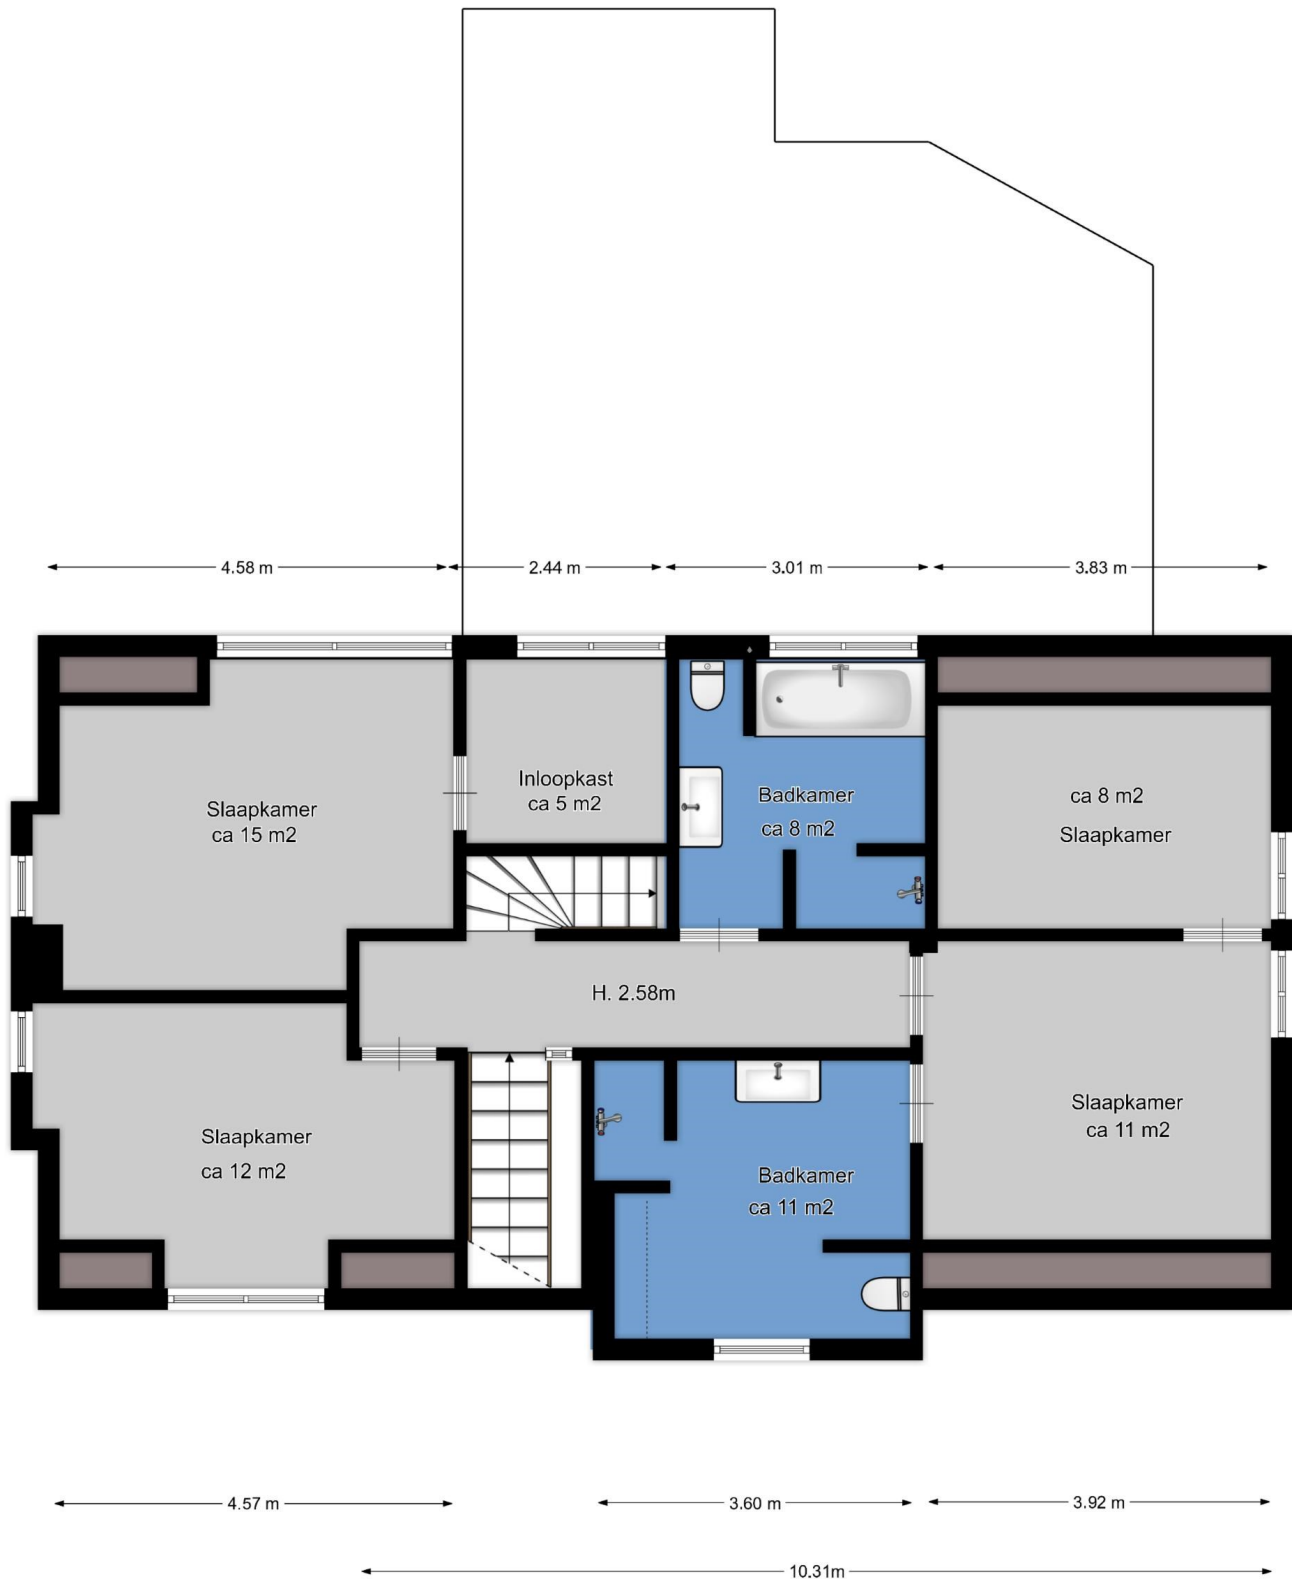 4.58 m
2.44 m
3.01 m
3.83 m
Slaapkamer
ca 15 m2
Inloopkast
ca 5 m2
Badkamer
ca 8 m2
ca 8 m2
Slaapkamer
H. 2.58m
Slaapkamer
ca 12 m2
Badkamer
ca 11 m2
Slaapkamer
ca 11 m2
4.57 m
3.60 m
3.92 m
10.31m